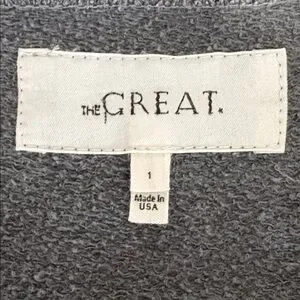 THE GREAT.
1
Made in
USA